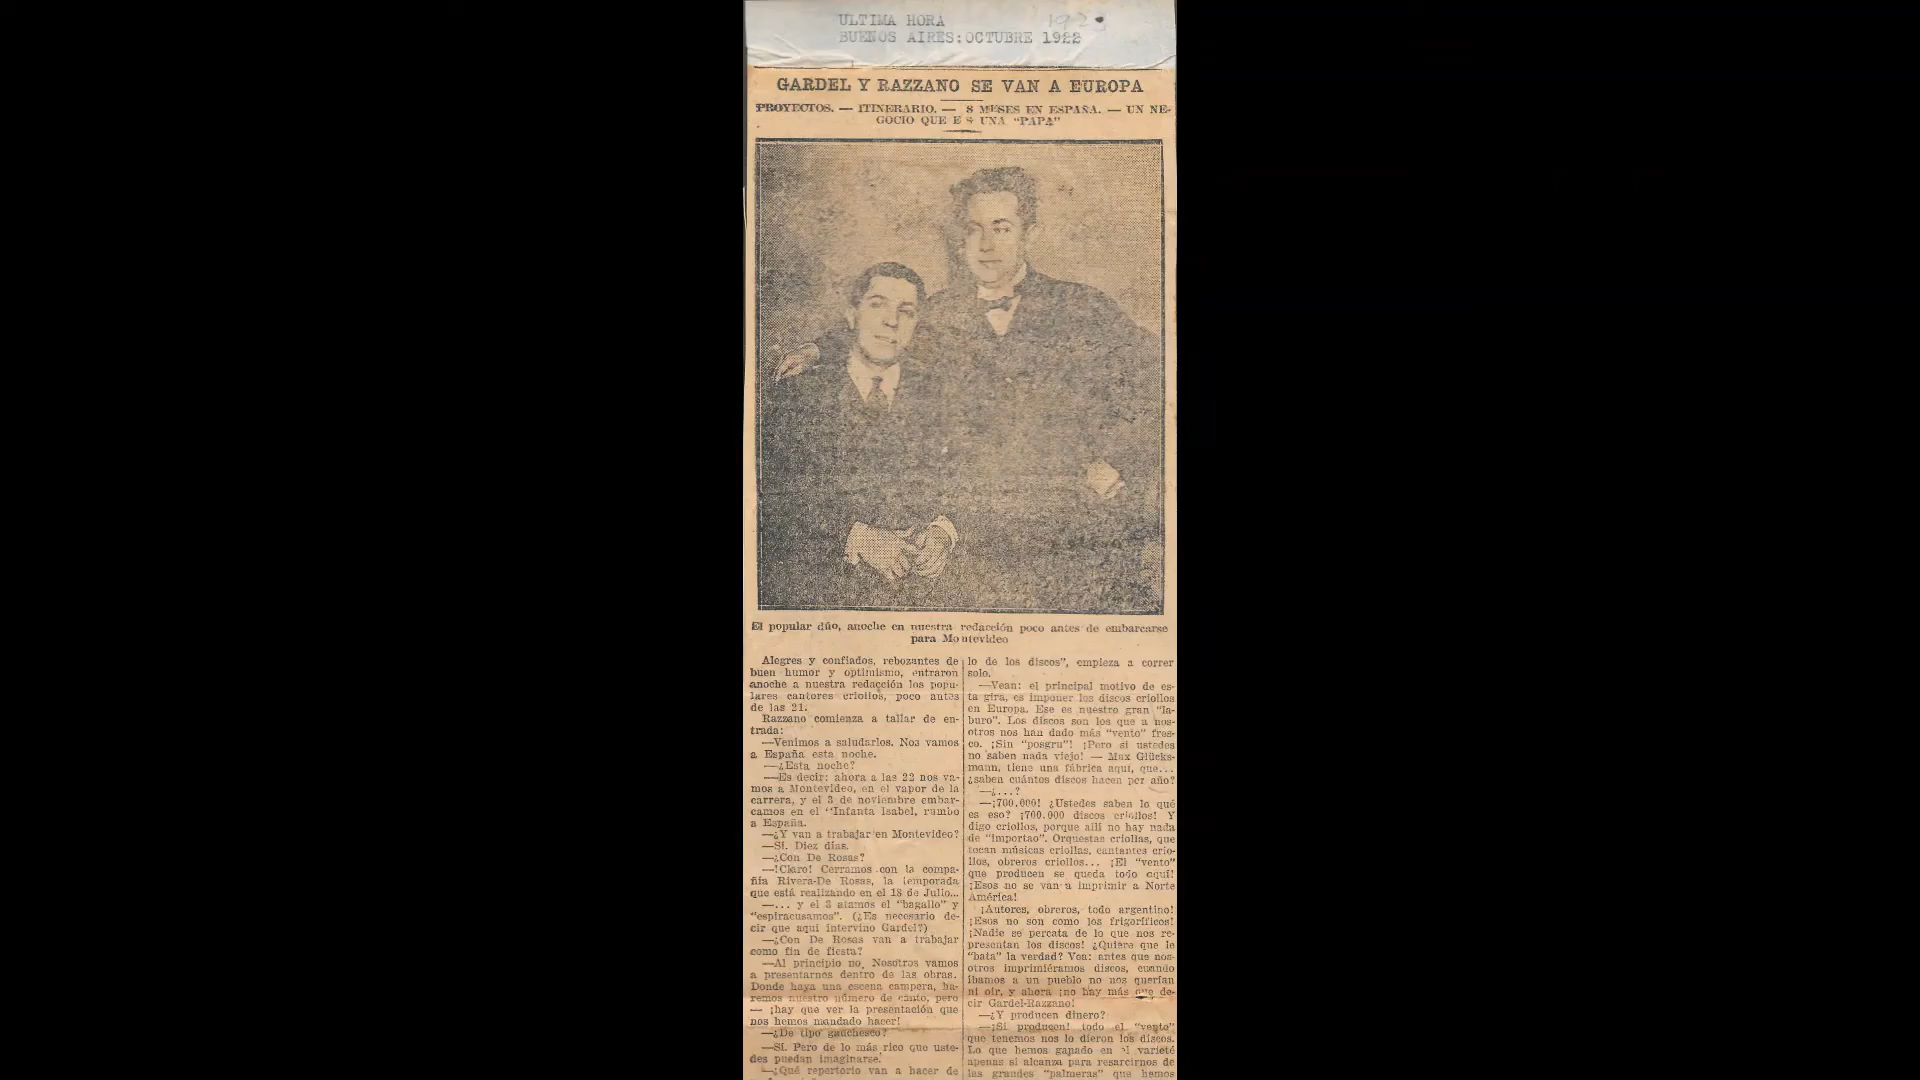 ULTIMA HORA
BUENOS AIRES:OCTUBRE 1922
GARDEL Y RAZZANO SE VAN A EUROPA
PROYECTOS. — ITINERARIO. — 8 MESES EN ESPAÑA. — UN NE-
GOCIO QUE ES UNA "PAPA"
El popular dúo, anoche en nuestra redacción poco antes de embarcarse
para Montevideo
Alegres y confiados, rebozantes de
buen humor y optimismo, entraron
anoche a nuestra redacción los popu-
lares cantores criollos, poco antes
de las 21.
Razzano comienza a tallar de en-
trada:
—Venimos a saludarlos. Nos vamos
a España esta noche.
—¿Esta noche?
—Es decir: ahora a las 22 nos va-
mos a Montevideo, en el vapor de la
carrera, y el 3 de noviembre embar-
camos en el "Infanta Isabel, rumbo
a España.
—¿Y van a trabajar en Montevideo?
—Sí. Diez días.
—¿Con De Rosas?
—!Claro! Cerramos con la compa-
ñía Rivera-De Rosas, la temporada
que está realizando en el 18 de Julio...
—... y el 3 atamos el "bagallo" y
"espiracusamos". (¿Es necesario de-
cir que aquí intervino Gardel?)
—¿Con De Rosas van a trabajar
como fin de fiesta?
—Al principio no. Nosotros vamos
a presentarnos dentro de las obras.
Donde haya una escena campera, ha-
remos nuestro número de canto, pero
— ¡hay que ver la presentación que
nos hemos mandado hacer!
—¿De tipo gauchesco?
—Sí. Pero de lo más rico que uste-
des puedan imaginarse.
—¿Qué repertorio van a hacer de
lo de los discos", empieza a correr
solo.
—Vean: el principal motivo de es-
ta gira, es imponer los discos criollos
en Europa. Ese es nuestro gran "la-
buro". Los discos son los que a nos-
otros nos han dado más "vento" fres-
co. ¡Sin "posgru"! ¡Pero si ustedes
no saben nada viejo! — Max Glücks-
mann, tiene una fábrica aquí, que...
¿saben cuántos discos hacen por año?
—¿...?
—¡700.000! ¿Ustedes saben lo qué
es eso? ¡700.000 discos criollos! Y
digo criollos, porque allí no hay nada
de "importao". Orquestas criollas, que
tocan músicas criollas, cantantes crio-
llos, obreros criollos... ¡El "vento"
que producen se queda todo aquí!
¡Esos no se van a imprimir a Norte
América!
¡Autores, obreros, todo argentino!
¡Esos no son como los frigoríficos!
¡Nadie se percata de lo que nos re-
presentan los discos! ¿Quiere que le
"bata" la verdad? Vea: antes que nos-
otros imprimiéramos discos, cuando
íbamos a un pueblo no nos querían
ni oir, y ahora ¡no hay más que de-
cir Gardel-Razzano!
—¿Y producen dinero?
—¡Si producen! todo el "vento"
que tenemos nos lo dieron los discos.
Lo que hemos ganado en el varieté
apenas si alcanza para resarcirnos de
las grandes "palmeras" que hemos